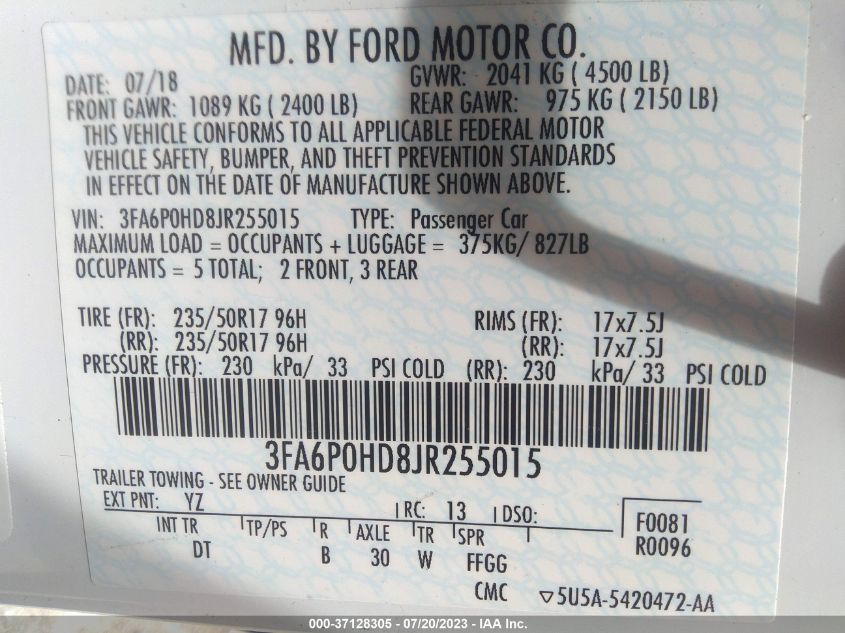 MFD. BY FORD MOTOR CO.
DATE: 07/18 GVWR: 2041 KG ( 4500 LB)
FRONT GAWR: 1089 KG ( 2400 LB) REAR GAWR: 975 KG ( 2150 LB)
THIS VEHICLE CONFORMS TO ALL APPLICABLE FEDERAL MOTOR
VEHICLE SAFETY, BUMPER, AND THEFT PREVENTION STANDARDS
IN EFFECT ON THE DATE OF MANUFACTURE SHOWN ABOVE.
VIN: 3FA6P0HD8JR255015 TYPE: Passenger Car
MAXIMUM LOAD = OCCUPANTS + LUGGAGE = 375KG/ 827LB
OCCUPANTS = 5 TOTAL; 2 FRONT, 3 REAR
TIRE (FR): 235/50R17 96H RIMS (FR): 17x7.5J
(RR): 235/50R17 96H (RR): 17x7.5J
PRESSURE (FR): 230 kPa/ 33 PSI COLD (RR): 230 kPa/ 33 PSI COLD
3FA6P0HD8JR255015
TRAILER TOWING - SEE OWNER GUIDE
EXT PNT: YZ RC: 13 DSO: F0081
INT TR TP/PS R AXLE TR SPR R0096
DT B 30 W FFGG
CMC ▽5U5A-5420472-AA
000-37128305 - 07/20/2023 - IAA Inc.